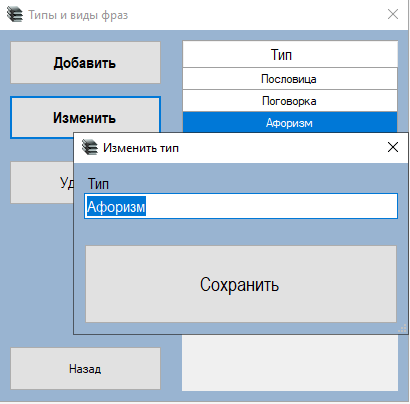 Типы и виды фраз
Добавить
Изменить
Уд
Назад
Тип
Пословица
Поговорка
Афоризм
Изменить тип
Тип
Афоризм
Сохранить